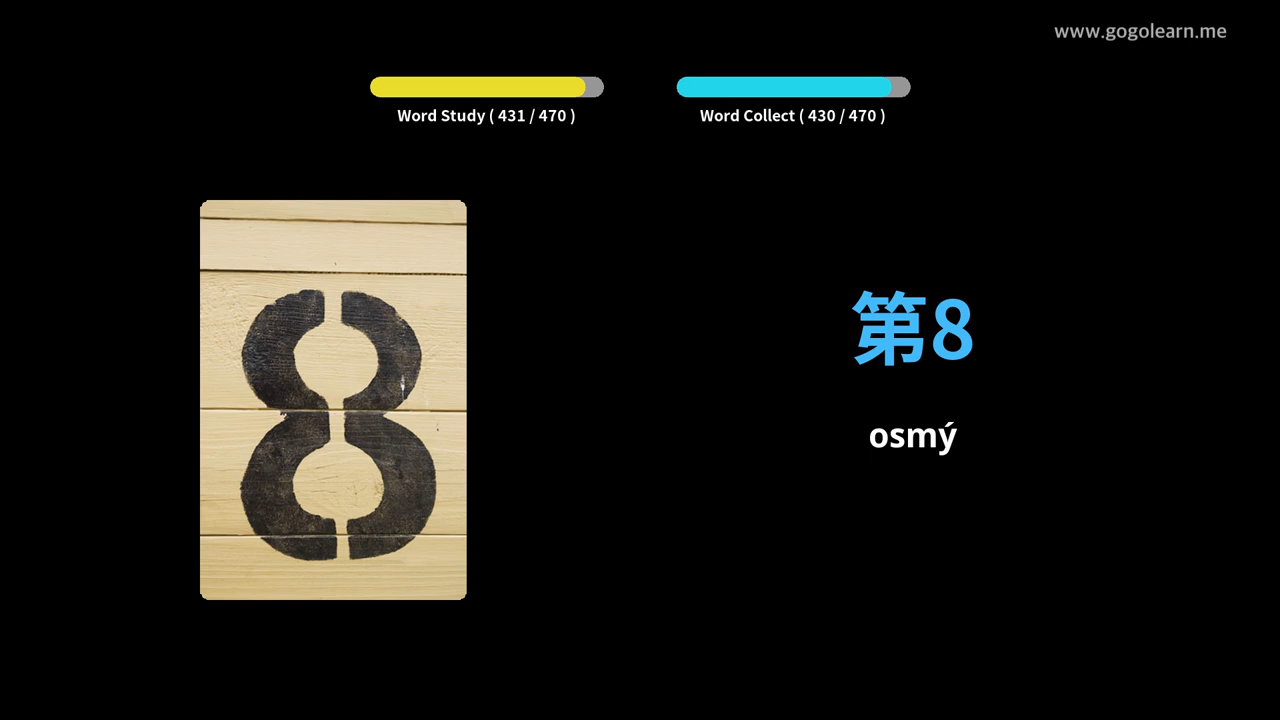 www.gogolearn.me
Word Study ( 431 / 470 )
Word Collect ( 430 / 470 )
8
第8
osmý